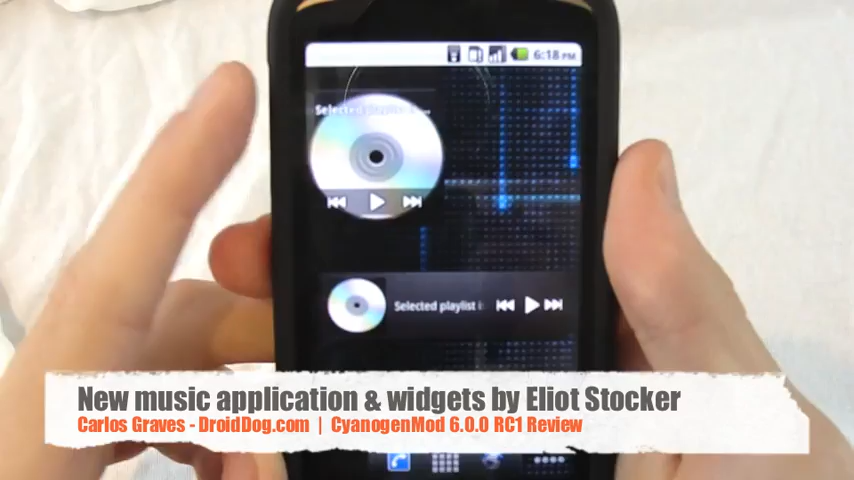 6:18 PM
Selected playlist
Selected playlist i
New music application & widgets by Eliot Stocker
Carlos Graves - DroidDog.com | CyanogenMod 6.0.0 RC1 Review